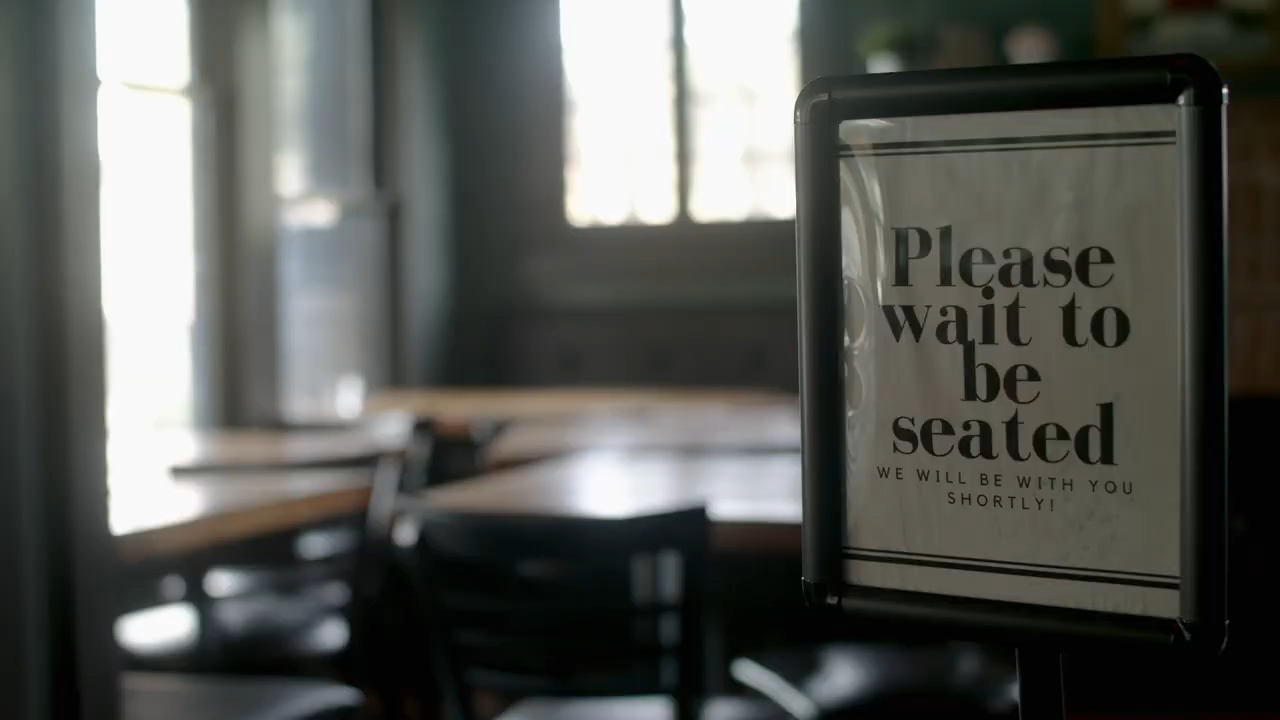 Please
wait to
be
seated
WE WILL BE WITH YOU
SHORTLY!